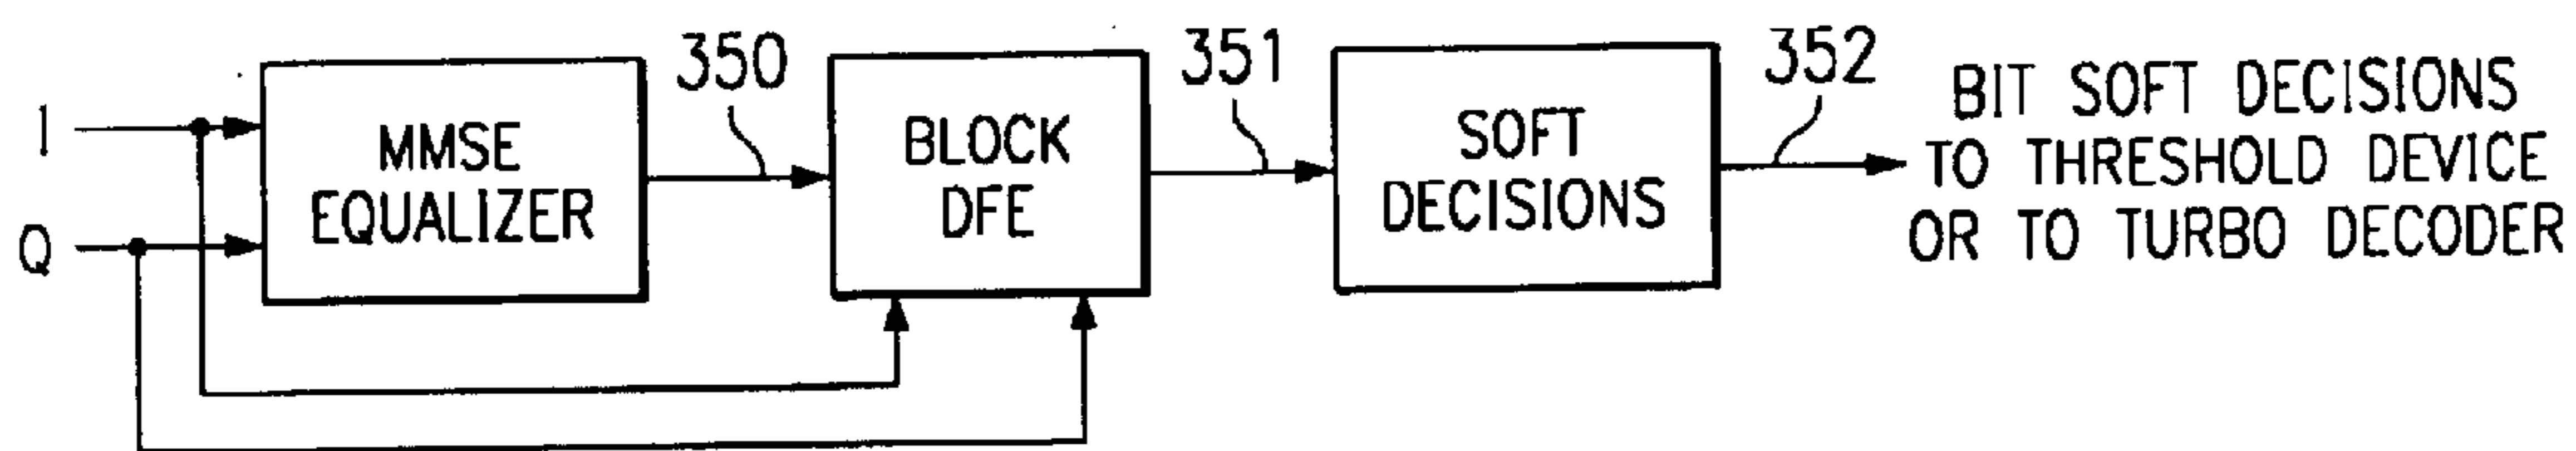 I
Q
MMSE
EQUALIZER
350
BLOCK
DFE
351
SOFT
DECISIONS
352
BIT SOFT DECISIONS
TO THRESHOLD DEVICE
OR TO TURBO DECODER